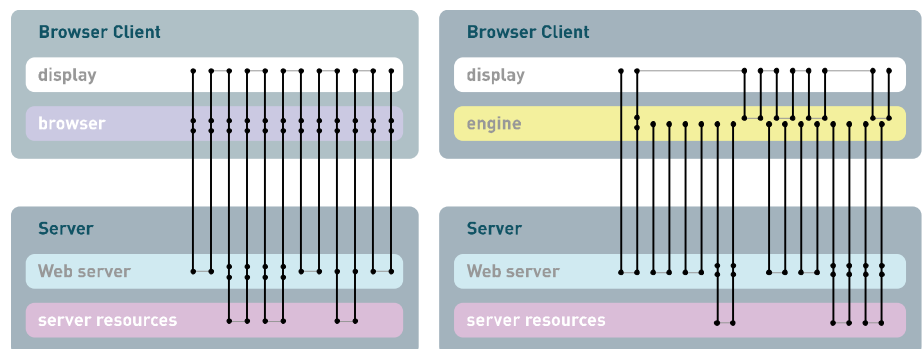 Browser Client
display
browser
Server
Web server
server resources
Browser Client
display
engine
Server
Web server
server resources